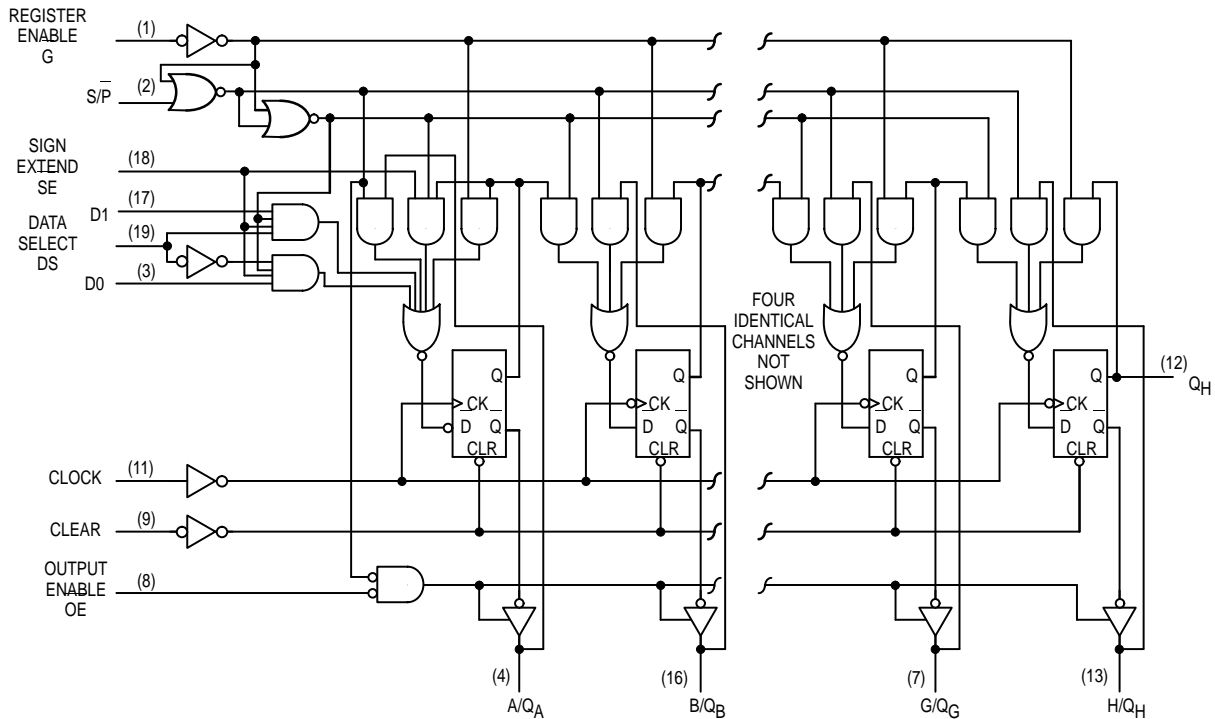 REGISTER
ENABLE
G
(1)
S/P
(2)
SIGN
EXTEND
SE
(18)
D1
(17)
DATA
SELECT
DS
(19)
D0
(3)
FOUR
IDENTICAL
CHANNELS
NOT
SHOWN
Q
CK
D
Q
CLR
Q
CK
D
Q
CLR
Q
CK
D
Q
CLR
Q
CK
D
Q
CLR
(12)
QH
CLOCK
(11)
CLEAR
(9)
OUTPUT
ENABLE
OE
(8)
(4)
A/QA
(16)
B/QB
(7)
G/QG
(13)
H/QH